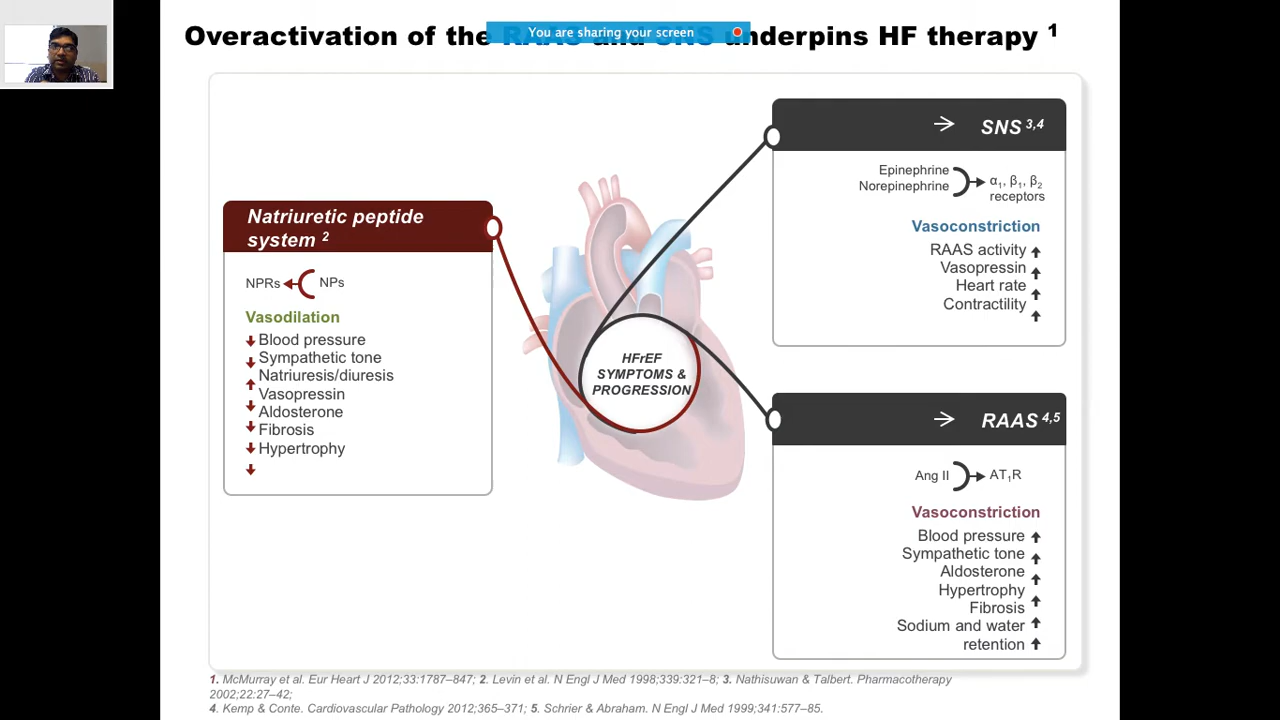 Overactivation of the RAAS and SNS underpins HF therapy 1
You are sharing your screen
SNS 3,4
Epinephrine
Norepinephrine
α1, β1, β2
receptors
Vasoconstriction
RAAS activity
Vasopressin
Heart rate
Contractility
Natriuretic peptide
system 2
NPRs
NPs
Vasodilation
Blood pressure
Sympathetic tone
Natriuresis/diuresis
Vasopressin
Aldosterone
Fibrosis
Hypertrophy
HFrEF
SYMPTOMS &
PROGRESSION
RAAS 4,5
Ang II
AT1R
Vasoconstriction
Blood pressure
Sympathetic tone
Aldosterone
Hypertrophy
Fibrosis
Sodium and water
retention
1. McMurray et al. Eur Heart J 2012;33:1787–847; 2. Levin et al. N Engl J Med 1998;339:321–8; 3. Nathisuwan & Talbert. Pharmacotherapy
2002;22:27–42;
4. Kemp & Conte. Cardiovascular Pathology 2012;365–371; 5. Schrier & Abraham. N Engl J Med 1999;341:577–85.